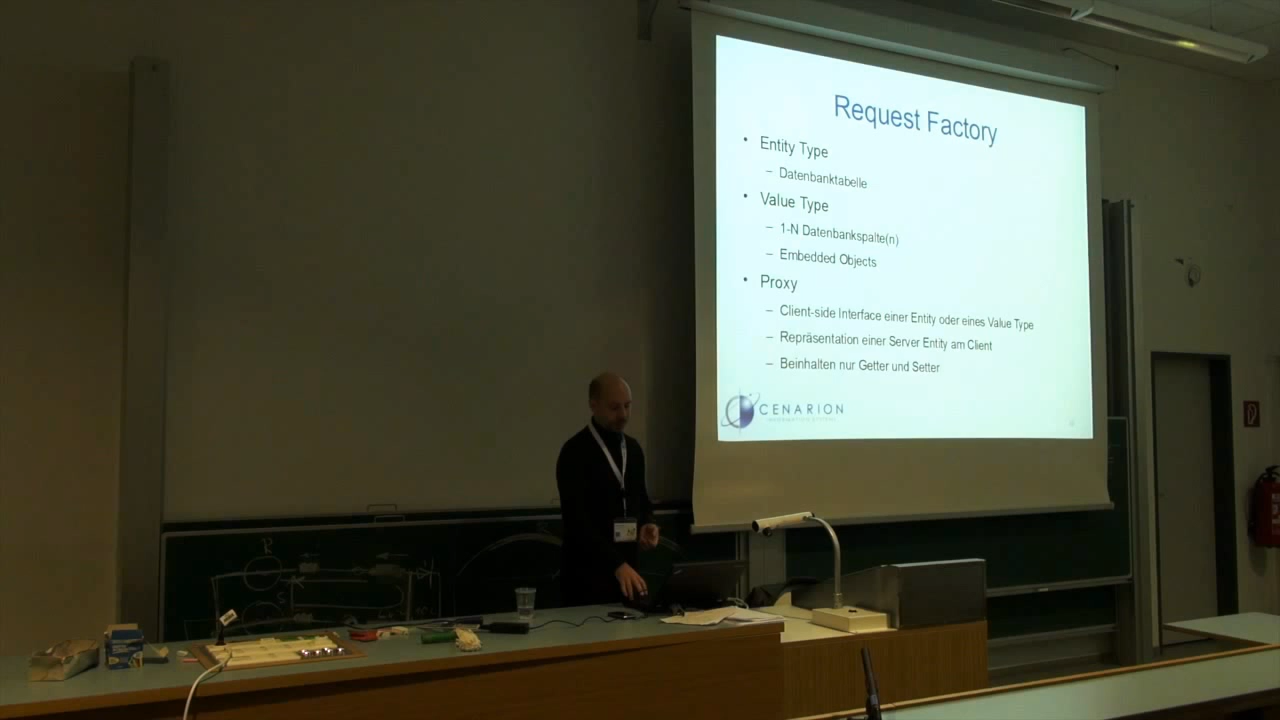 Request Factory
• Entity Type
– Datenbanktabelle
• Value Type
– 1-N Datenbankspalte(n)
– Embedded Objects
• Proxy
– Client-side Interface einer Entity oder eines Value Type
– Repräsentation einer Server Entity am Client
– Beinhalten nur Getter und Setter
CENARION
R